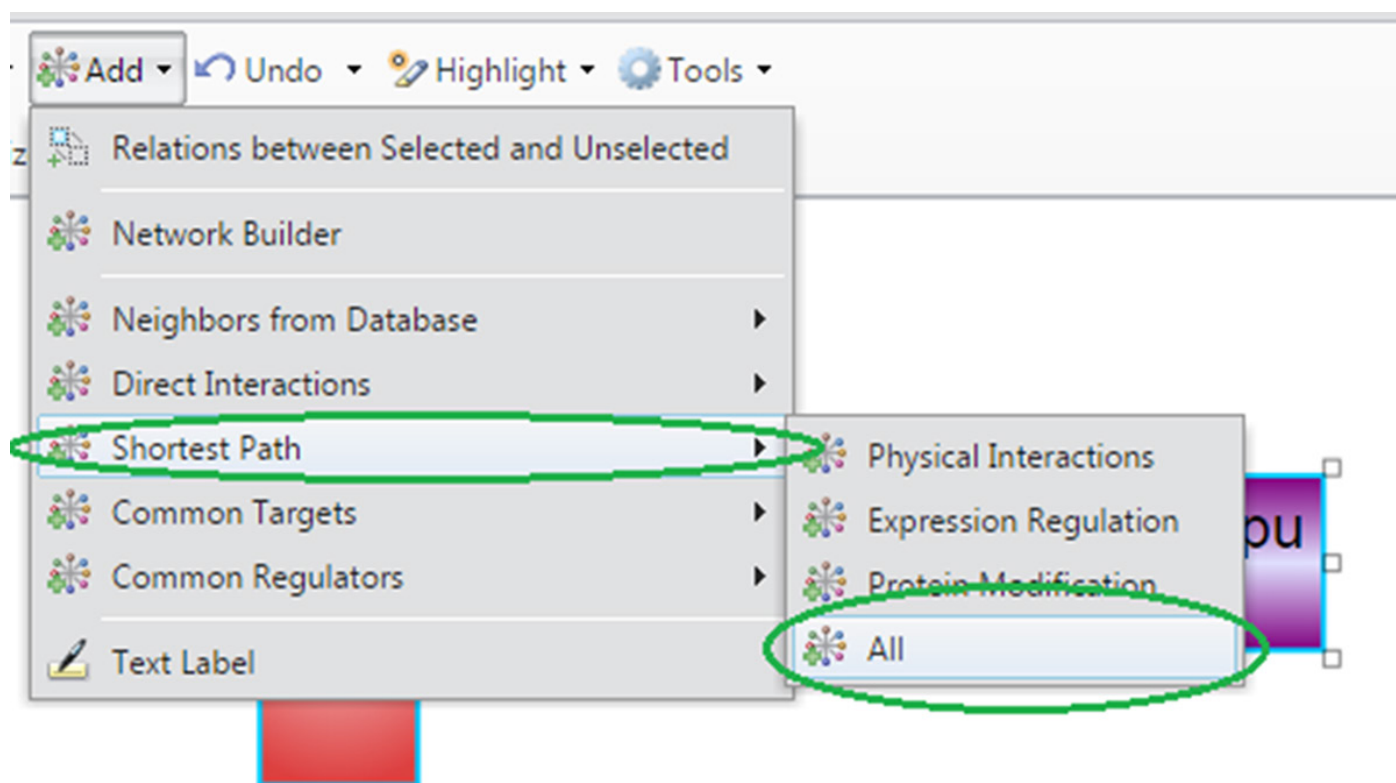 Add Undo Highlight Tools
Relations between Selected and Unselected
Network Builder
Neighbors from Database
Direct Interactions
Shortest Path
Physical Interactions
Common Targets
Expression Regulation
pu
Common Regulators
Protein Modification
All
Text Label